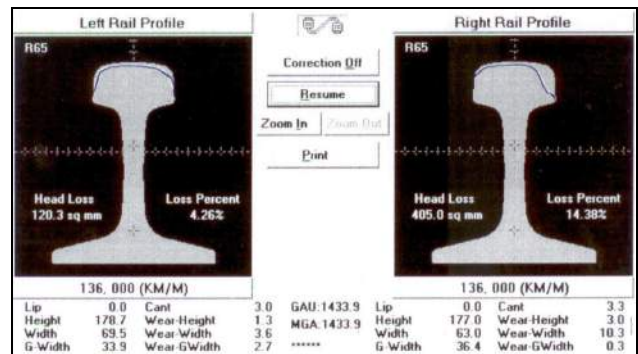 Left Rail Profile
R65
Head Loss
120.3 sq mm
Loss Percent
4.26%
136, 000 (KM/M)
Lip 0.0 Cant 3.0
Height 178.7 Wear-Height 1.3
Width 69.5 Wear-Width 3.6
G-Width 33.9 Wear-GWidth 2.7
Correction Off
Resume
Zoom In
Zoom Out
Print
GAU:1433.9
MGA:1433.9
******
Right Rail Profile
R65
Head Loss
405.0 sq mm
Loss Percent
14.38%
136, 000 (KM/M)
Lip 0.0 Cant 3.3
Height 177.0 Wear-Height 3.0
Width 63.0 Wear-Width 10.3
G-Width 36.4 Wear-GWidth 0.3